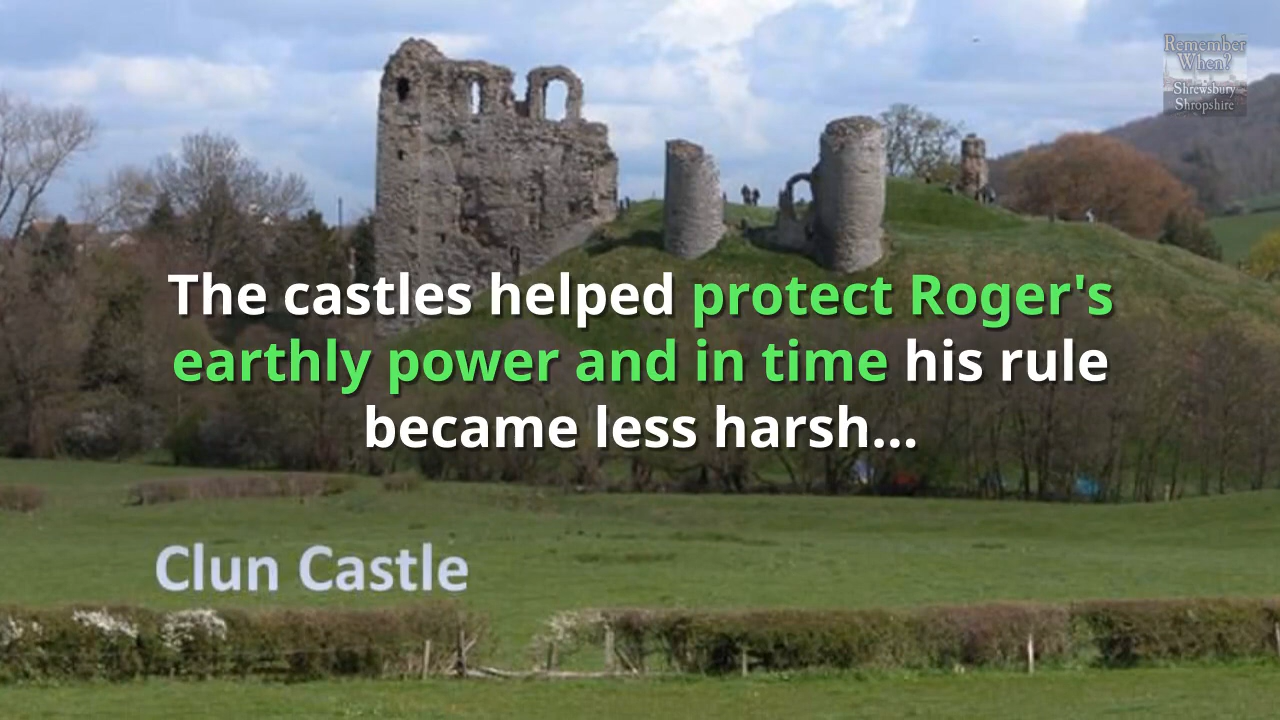 Remember
When?
Shrewsbury
Shropshire
The castles helped protect Roger's
earthly power and in time his rule
became less harsh...
Clun Castle